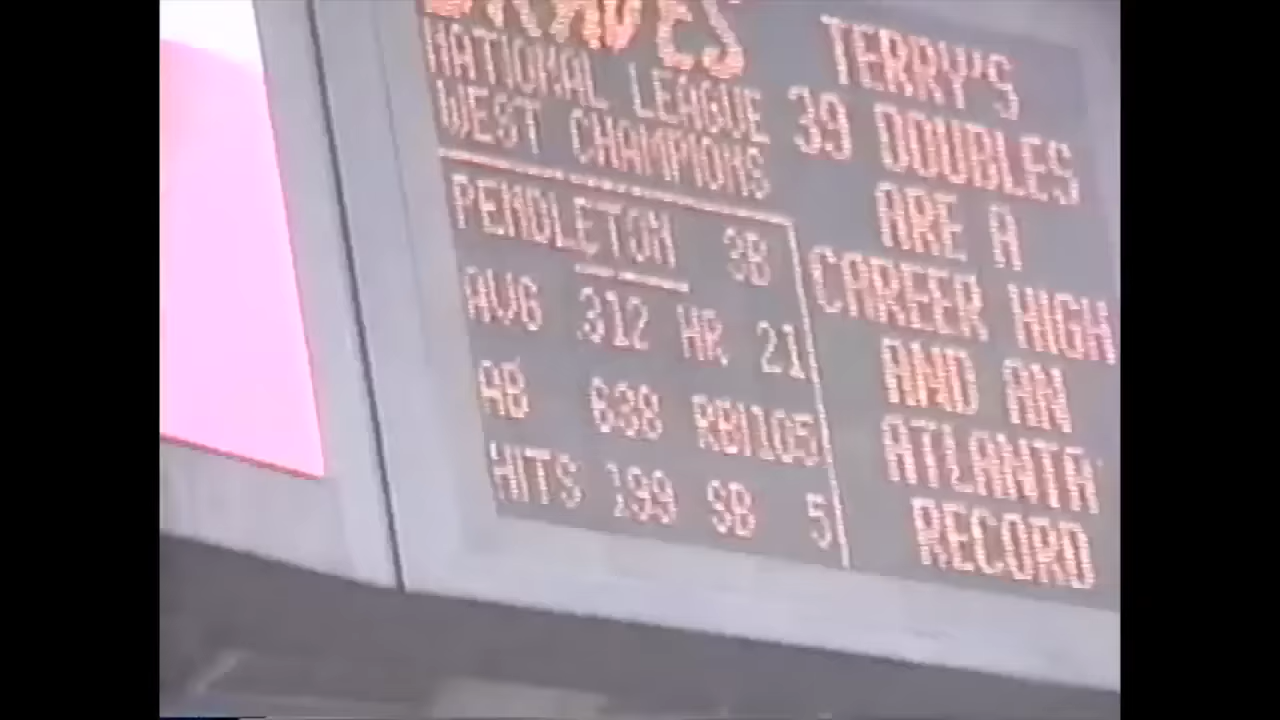 BRAVES
NATIONAL LEAGUE
WEST CHAMPIONS
PENDLETON 3B
AVG 312 HR 21
AB 638 RBI 105
HITS 199 SB 5
TERRY'S
39 DOUBLES
ARE A
CAREER HIGH
AND AN
ATLANTA
RECORD